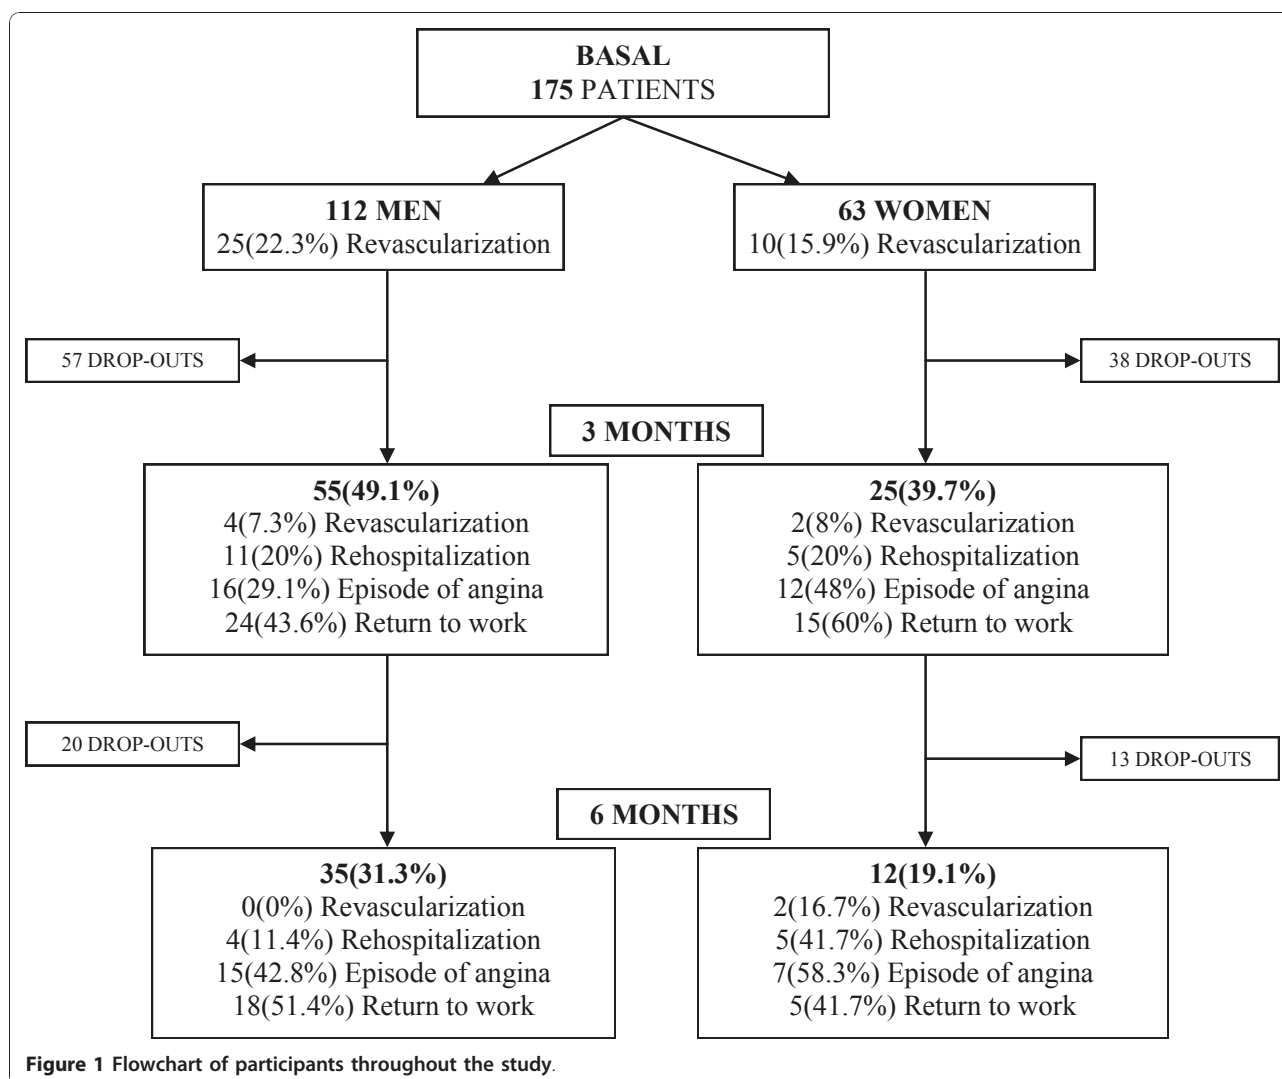 BASAL
175 PATIENTS
112 MEN
25(22.3%) Revascularization
63 WOMEN
10(15.9%) Revascularization
57 DROP-OUTS
38 DROP-OUTS
3 MONTHS
55(49.1%)
4(7.3%) Revascularization
11(20%) Rehospitalization
16(29.1%) Episode of angina
24(43.6%) Return to work
25(39.7%)
2(8%) Revascularization
5(20%) Rehospitalization
12(48%) Episode of angina
15(60%) Return to work
20 DROP-OUTS
13 DROP-OUTS
6 MONTHS
35(31.3%)
0(0%) Revascularization
4(11.4%) Rehospitalization
15(42.8%) Episode of angina
18(51.4%) Return to work
12(19.1%)
2(16.7%) Revascularization
5(41.7%) Rehospitalization
7(58.3%) Episode of angina
5(41.7%) Return to work
Figure 1 Flowchart of participants throughout the study.